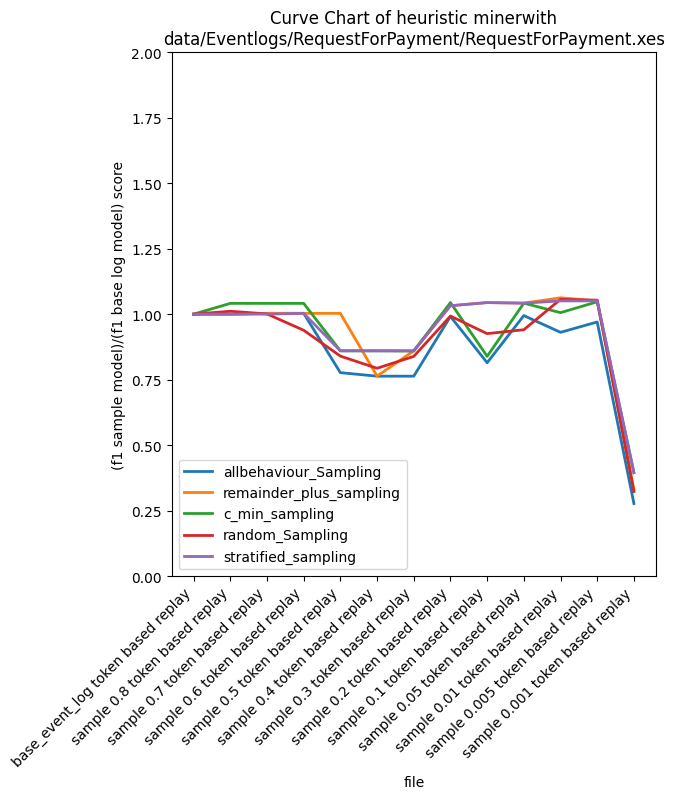 Curve Chart of heuristic minerwith
data/Eventlogs/RequestForPayment/RequestForPayment.xes
(f1 sample model)/(f1 base log model) score
2.00
1.75
1.50
1.25
1.00
0.75
0.50
0.25
0.00
allbehaviour_Sampling
remainder_plus_sampling
c_min_sampling
random_Sampling
stratified_sampling
base_event_log token based replay
sample 0.8 token based replay
sample 0.7 token based replay
sample 0.6 token based replay
sample 0.5 token based replay
sample 0.4 token based replay
sample 0.3 token based replay
sample 0.2 token based replay
sample 0.1 token based replay
sample 0.05 token based replay
sample 0.01 token based replay
sample 0.005 token based replay
sample 0.001 token based replay
file